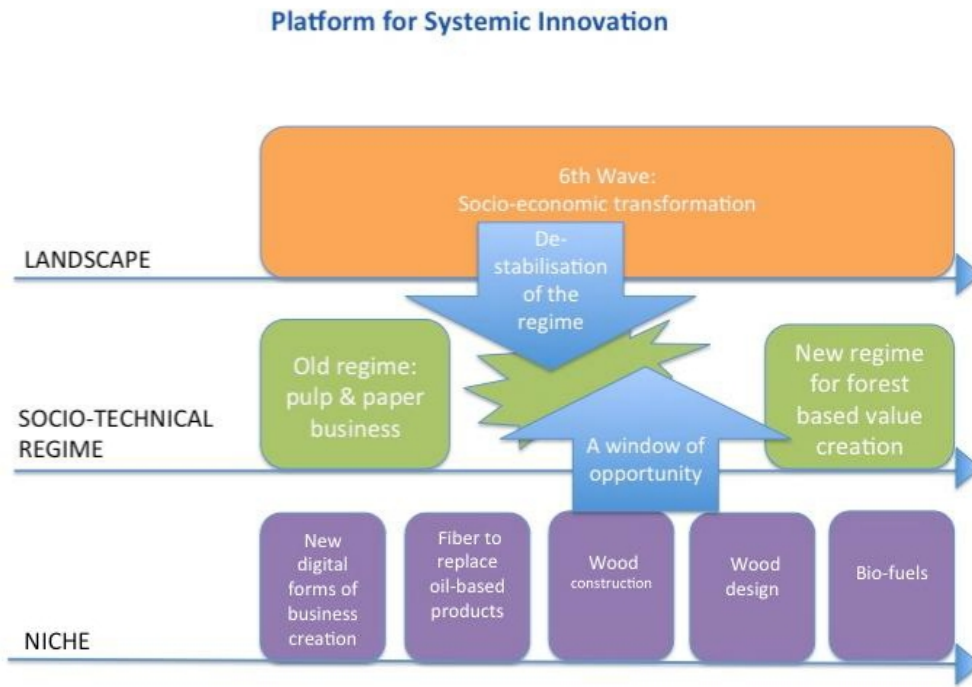 Platform for Systemic Innovation
6th Wave:
Socio-economic transformation
De-
stabilisation
of the
regime
LANDSCAPE
Old regime:
pulp & paper
business
New regime
for forest
based value
creation
SOCIO-TECHNICAL
REGIME
A window of
opportunity
New
digital
forms of
business
creation
Fiber to
replace
oil-based
products
Wood
construction
Wood
design
Bio-fuels
NICHE